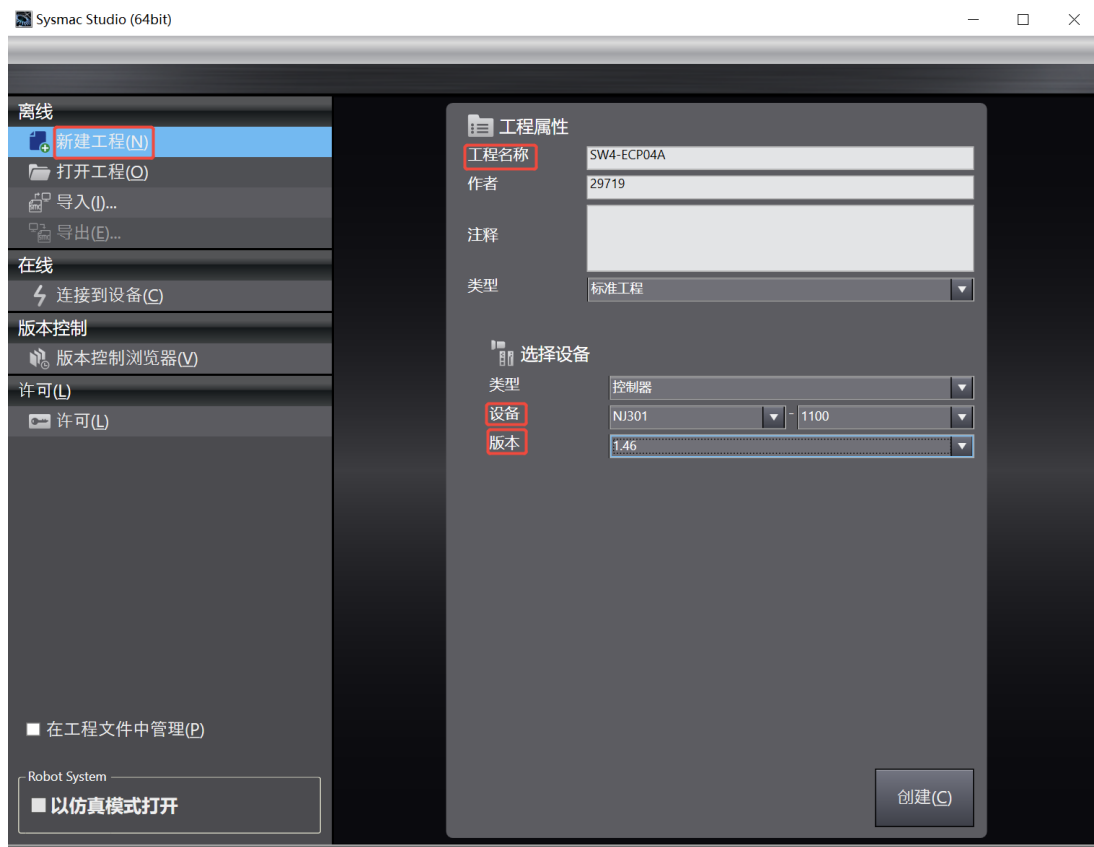 Sysmac Studio (64bit)
离线
新建工程(N)
打开工程(O)
导入(I)...
导出(E)...
在线
连接到设备(C)
版本控制
版本控制浏览器(V)
许可(L)
许可(L)
在工程文件中管理(P)
Robot System
以仿真模式打开
工程属性
工程名称 SW4-ECP04A
作者 29719
注释
类型 标准工程
选择设备
类型 控制器
设备 NJ301 - 1100
版本 1.46
创建(C)